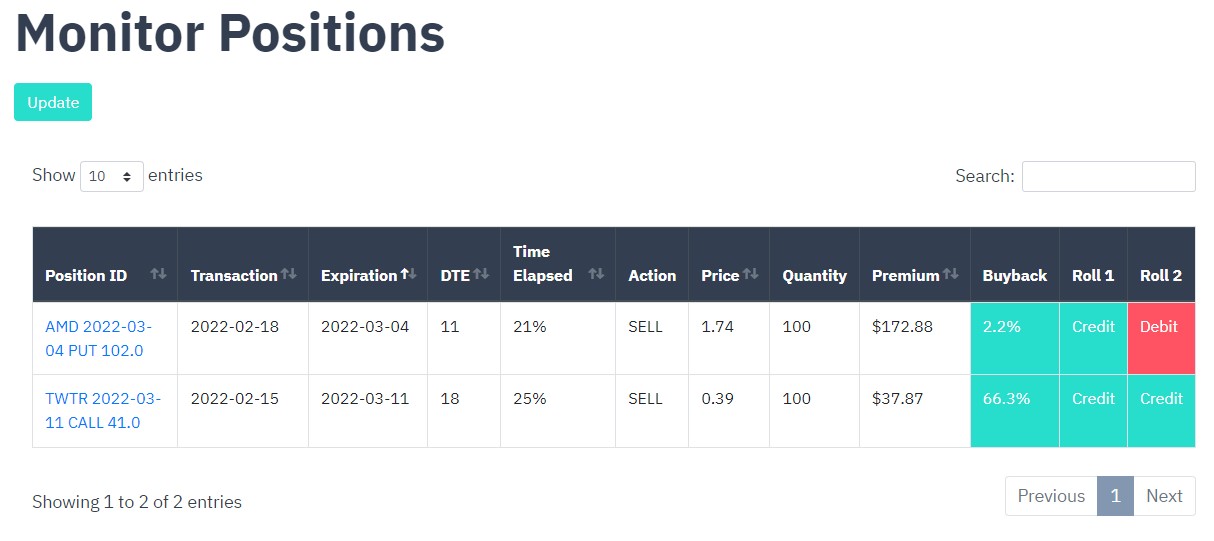 Monitor Positions
Update
Show 10 entries
Search:
Time
Position ID Transaction Expiration DTE Elapsed Action Price Quantity Premium Buyback Roll 1 Roll 2
AMD 2022-03- 2022-02-18 2022-03-04 11 21% SELL 1.74 100 $172.88 2.2% Credit Debit
04 PUT 102.0
TWTR 2022-03- 2022-02-15 2022-03-11 18 25% SELL 0.39 100 $37.87 66.3% Credit Credit
11 CALL 41.0
Showing 1 to 2 of 2 entries
Previous 1 Next